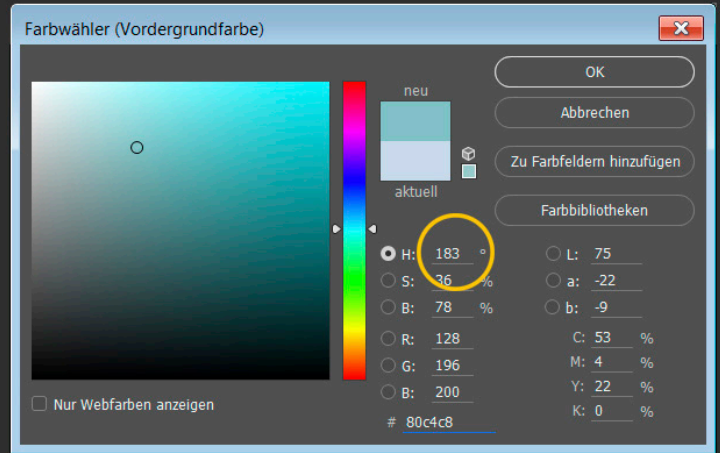 Farbwähler (Vordergrundfarbe)
neu
aktuell
OK
Abbrechen
Zu Farbfeldern hinzufügen
Farbbibliotheken
H: 183 °
S: 36 %
B: 78 %
R: 128
G: 196
B: 200
# 80c4c8
L: 75
a: -22
b: -9
C: 53 %
M: 4 %
Y: 22 %
K: 0 %
Nur Webfarben anzeigen